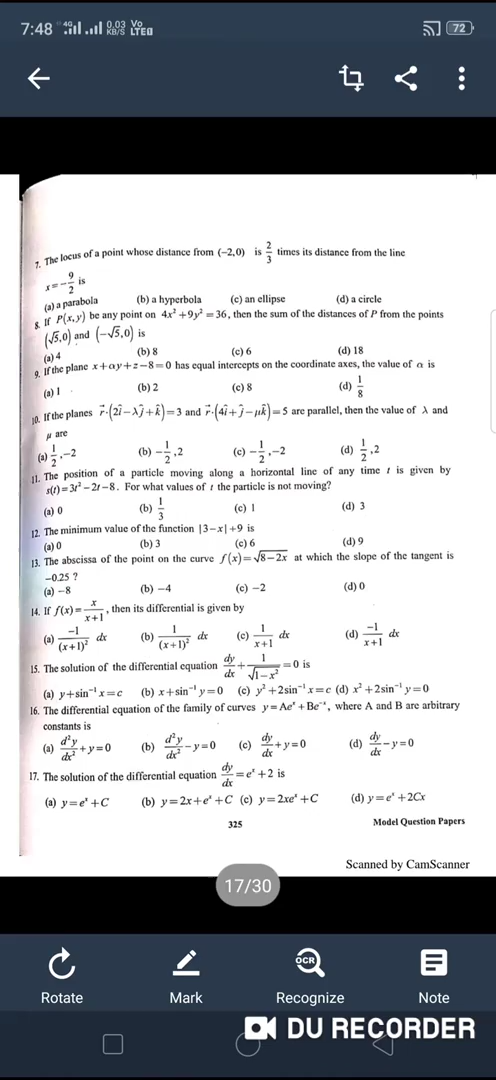 7:48 4G 0.03 KB/S Vo LTE 72
7. The locus of a point whose distance from (−2,0) is 2/3 times its distance from the line
x = −9/2 is
(a) a parabola (b) a hyperbola (c) an ellipse (d) a circle
8. If P(x, y) be any point on 4x² + 9y² = 36, then the sum of the distances of P from the points
(√5,0) and (−√5,0) is
(a) 4 (b) 8 (c) 6 (d) 18
9. If the plane x + αy + z − 8 = 0 has equal intercepts on the coordinate axes, the value of α is
(a) 1 (b) 2 (c) 8 (d) 1/8
10. If the planes r⃗·(2î − λĵ + k̂) = 3 and r⃗·(4î + ĵ − μk̂) = 5 are parallel, then the value of λ and
μ are
(a) 1/2, −2 (b) −1/2, 2 (c) −1/2, −2 (d) 1/2, 2
11. The position of a particle moving along a horizontal line of any time t is given by
s(t) = 3t² − 2t − 8. For what values of t the particle is not moving?
(a) 0 (b) 1/3 (c) 1 (d) 3
12. The minimum value of the function |3 − x| + 9 is
(a) 0 (b) 3 (c) 6 (d) 9
13. The abscissa of the point on the curve f(x) = √8 − 2x at which the slope of the tangent is
−0.25 ?
(a) −8 (b) −4 (c) −2 (d) 0
14. If f(x) = x/(x+1), then its differential is given by
(a) −1/(x+1)² dx (b) 1/(x+1)² dx (c) 1/(x+1) dx (d) −1/(x+1) dx
15. The solution of the differential equation dy/dx + 1/√(1−x²) = 0 is
(a) y + sin⁻¹ x = c (b) x + sin⁻¹ y = 0 (c) y² + 2sin⁻¹ x = c (d) x² + 2sin⁻¹ y = 0
16. The differential equation of the family of curves y = Aeˣ + Be⁻ˣ, where A and B are arbitrary
constants is
(a) d²y/dx² + y = 0 (b) d²y/dx² − y = 0 (c) dy/dx + y = 0 (d) dy/dx − y = 0
17. The solution of the differential equation dy/dx = eˣ + 2 is
(a) y = eˣ + C (b) y = 2x + eˣ + C (c) y = 2xeˣ + C (d) y = eˣ + 2Cx
325 Model Question Papers
Scanned by CamScanner
17/30
OCR
Rotate Mark Recognize Note
DU RECORDER